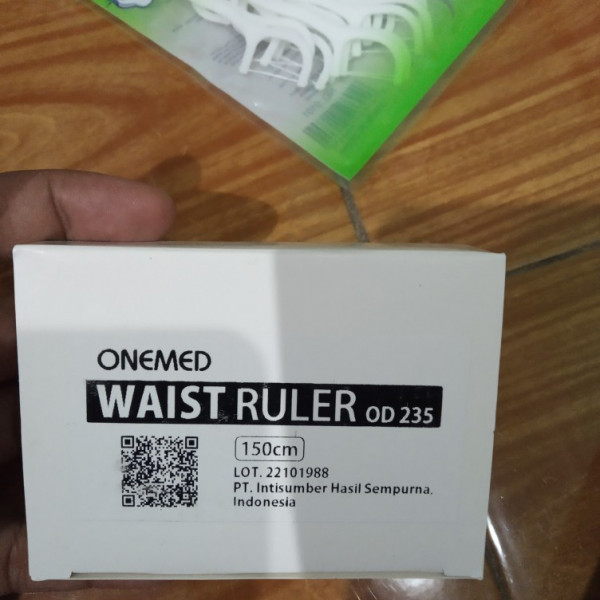 ONEMED
WAIST RULER OD 235
150cm
LOT. 22101988
PT. Intisumber Hasil Sempurna.
Indonesia